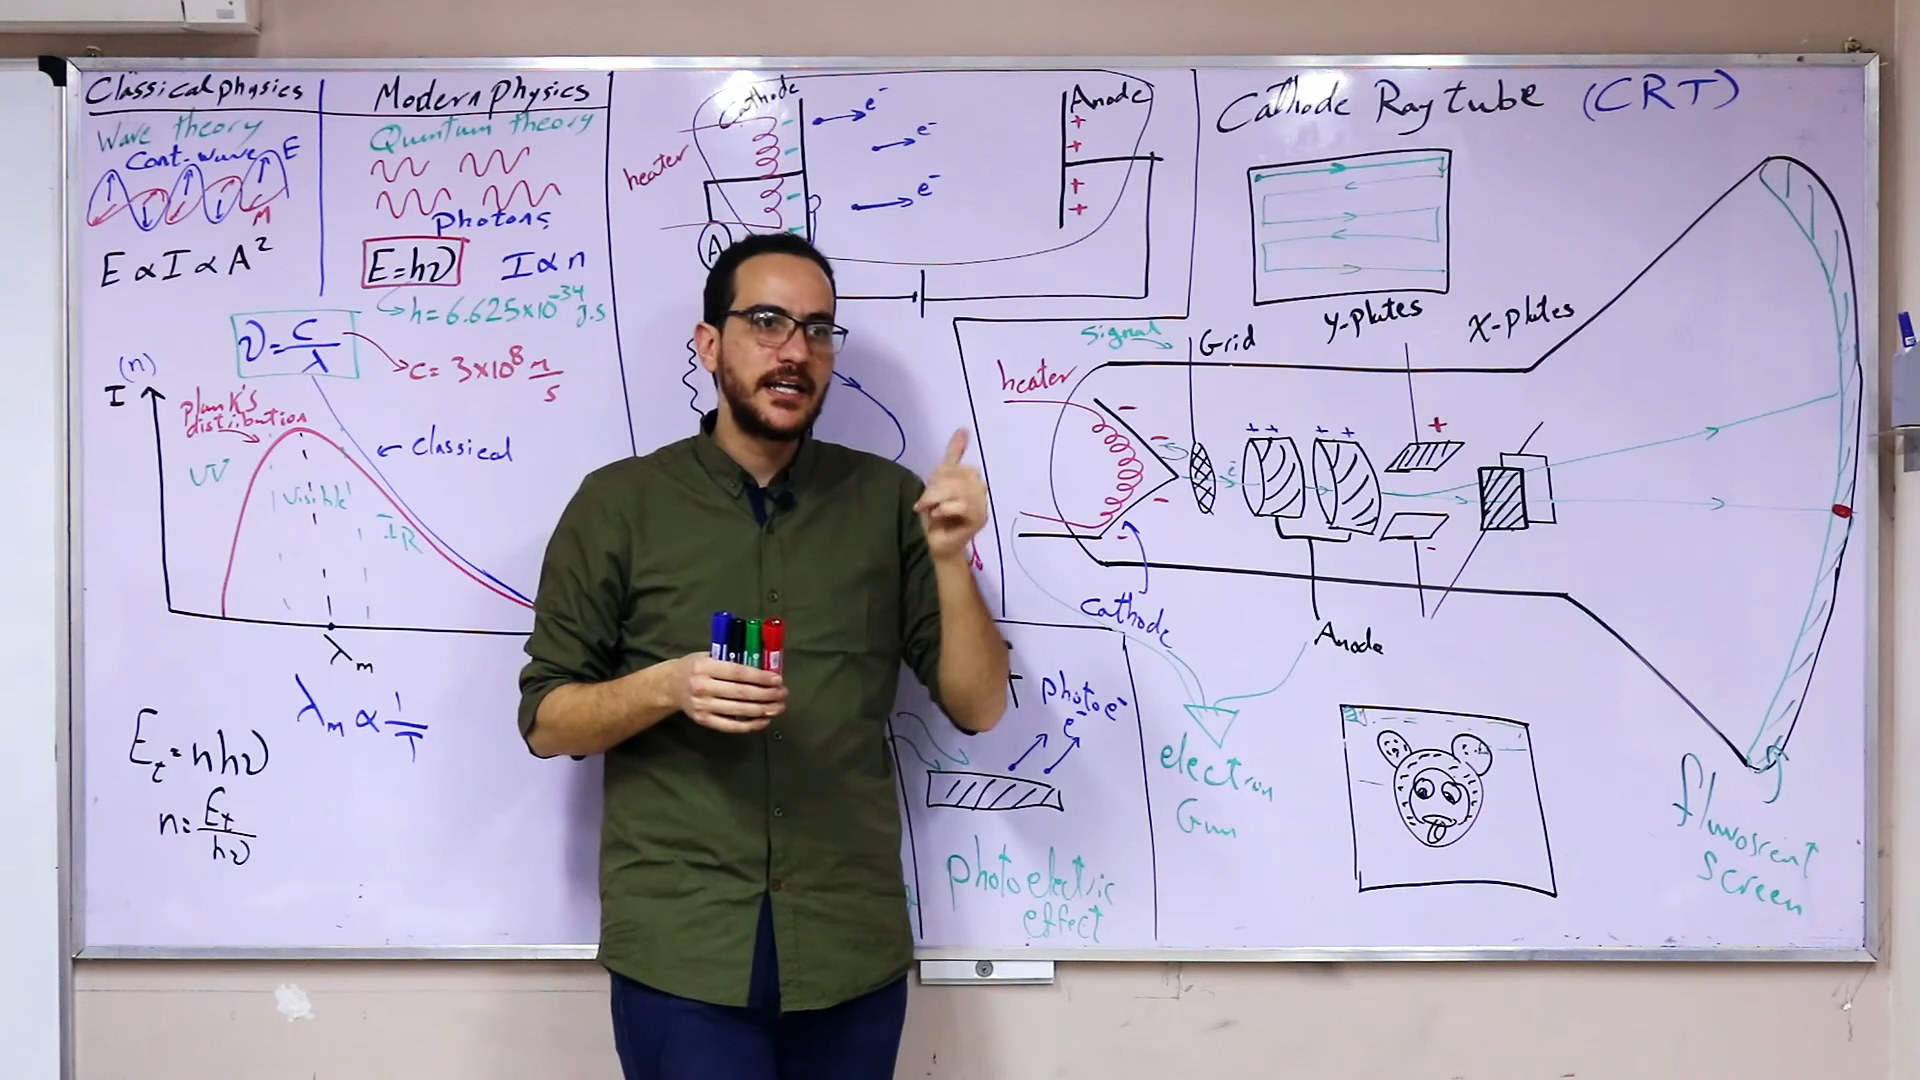 Classical physics
Wave theory
Cont. wave E
M
E ∝ I ∝ A²
Modern Physics
Quantum theory
Photons
E=hν I ∝ n
h = 6.625×10⁻³⁴ J.s
ν = C/λ
c = 3×10⁸ m/s
(n)
I
plank's
distribution
classical
UV
visible
IR
λm
λm ∝ 1/T
Et = nhν
n = Et/hν
Cathode
heater
- - - -
e⁻
e⁻
e⁻
Anode
+
+
+
+
A
photo e⁻
e⁻
photoelectric
effect
Cathode Ray tube (CRT)
Signal
Grid
Y-plates
X-plates
heater
- - - -
e⁻
+ + + +
+
-
Cathode
Anode
electron
Gun
fluorscent
screen